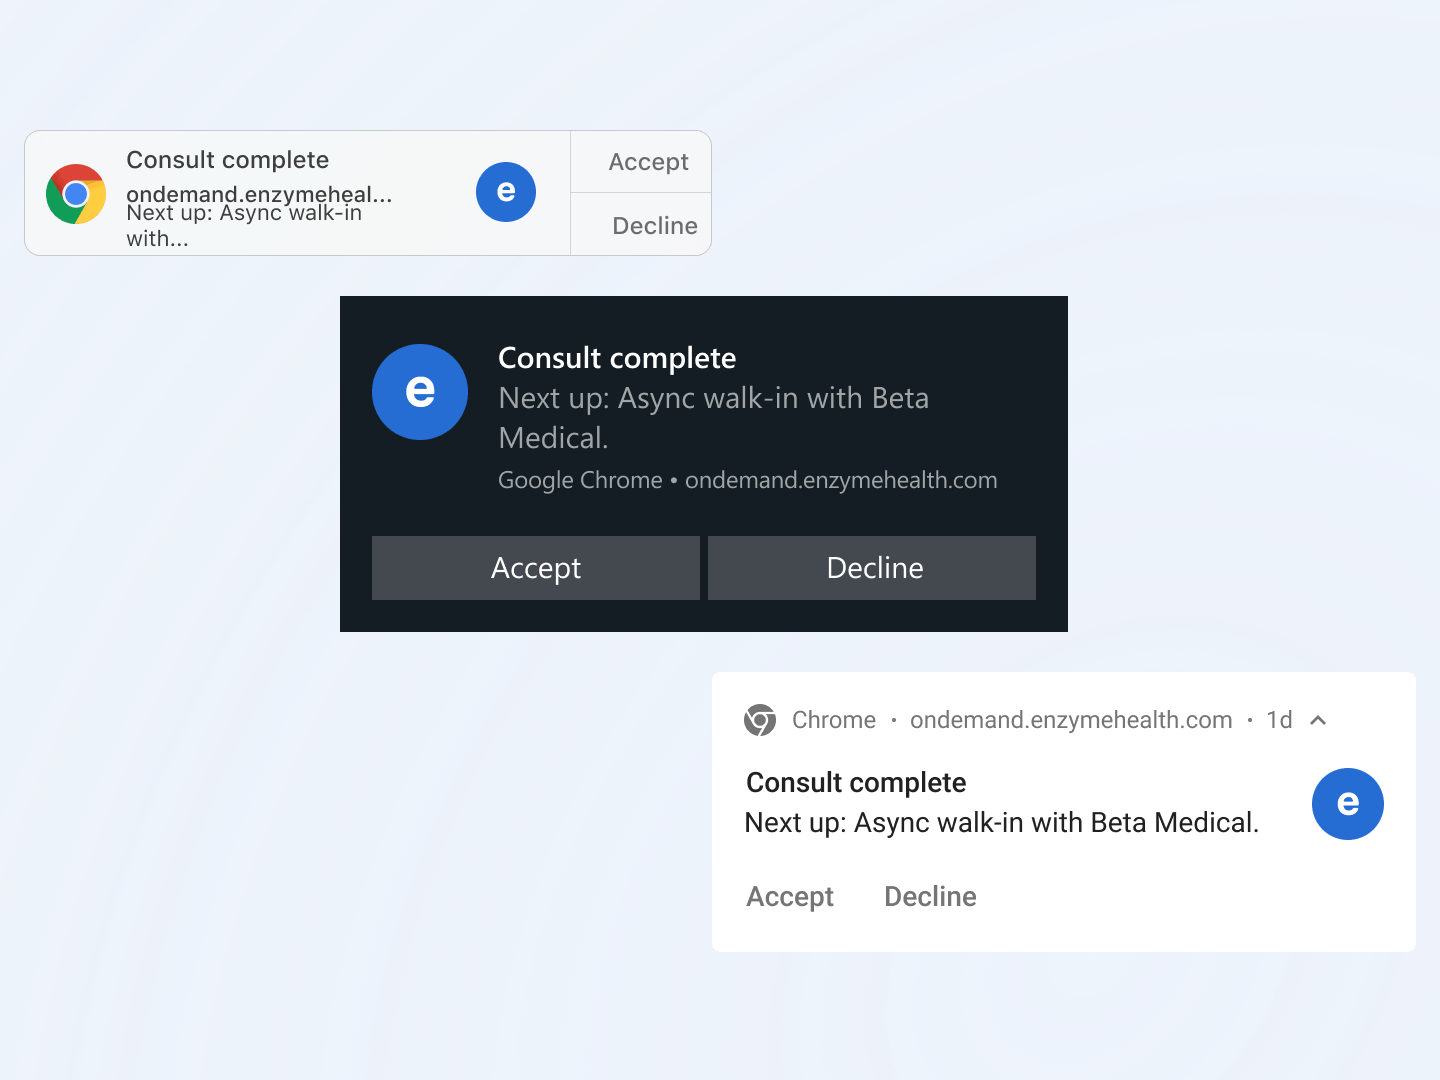 Consult complete
ondemand.enzymeheal...
Next up: Async walk-in
with...
e
Accept
Decline
e
Consult complete
Next up: Async walk-in with Beta
Medical.
Google Chrome • ondemand.enzymehealth.com
Accept
Decline
Chrome • ondemand.enzymehealth.com • 1d
Consult complete
Next up: Async walk-in with Beta Medical.
e
Accept
Decline